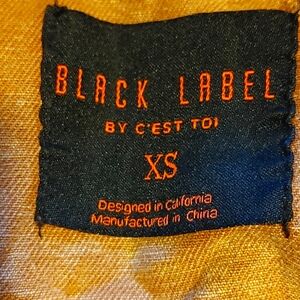 BLACK LABEL
BY C'EST TOI
XS
Designed in California
Manufactured in China